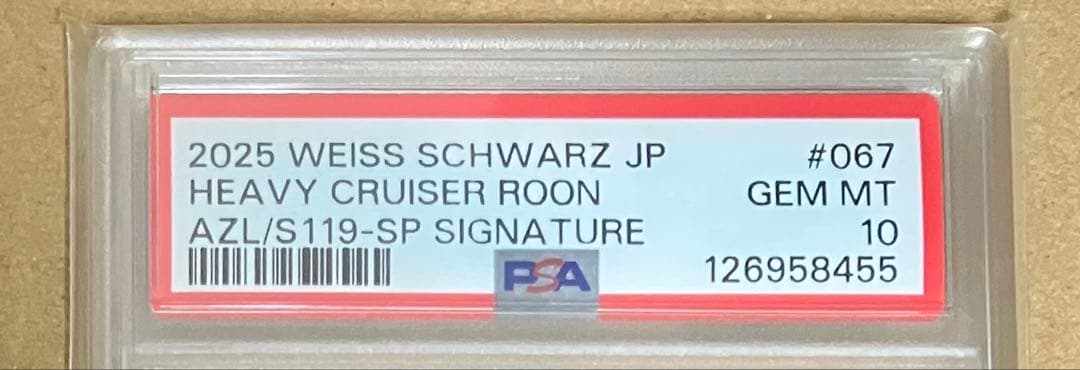 2025 WEISS SCHWARZ JP #067
HEAVY CRUISER ROON GEM MT
AZL/S119-SP SIGNATURE 10
PSA 126958455